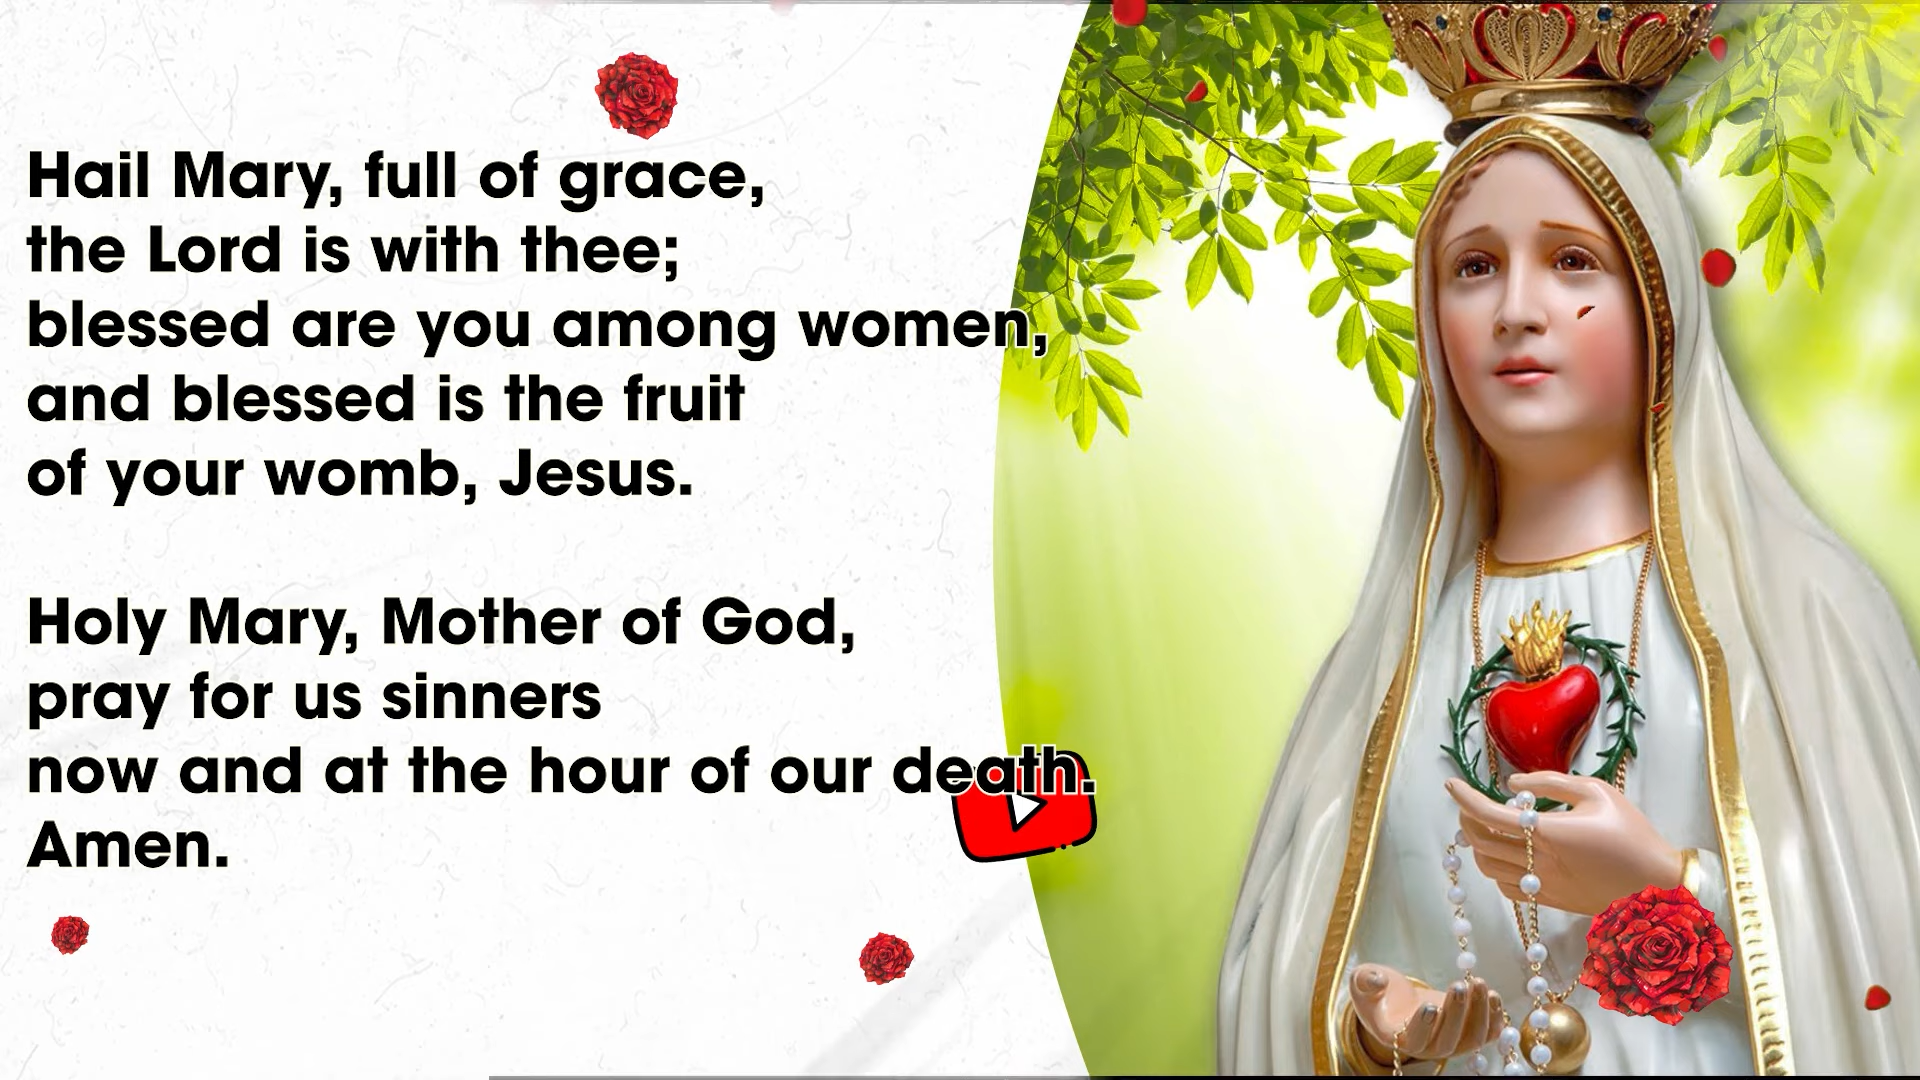 Hail Mary, full of grace,
the Lord is with thee;
blessed are you among women,
and blessed is the fruit
of your womb, Jesus.
Holy Mary, Mother of God,
pray for us sinners
now and at the hour of our death.
Amen.